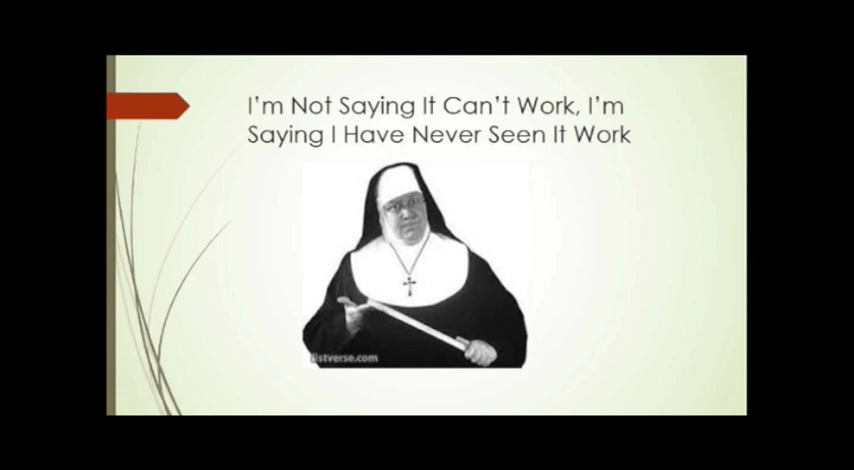 I'm Not Saying It Can't Work, I'm
Saying I Have Never Seen It Work
listverse.com